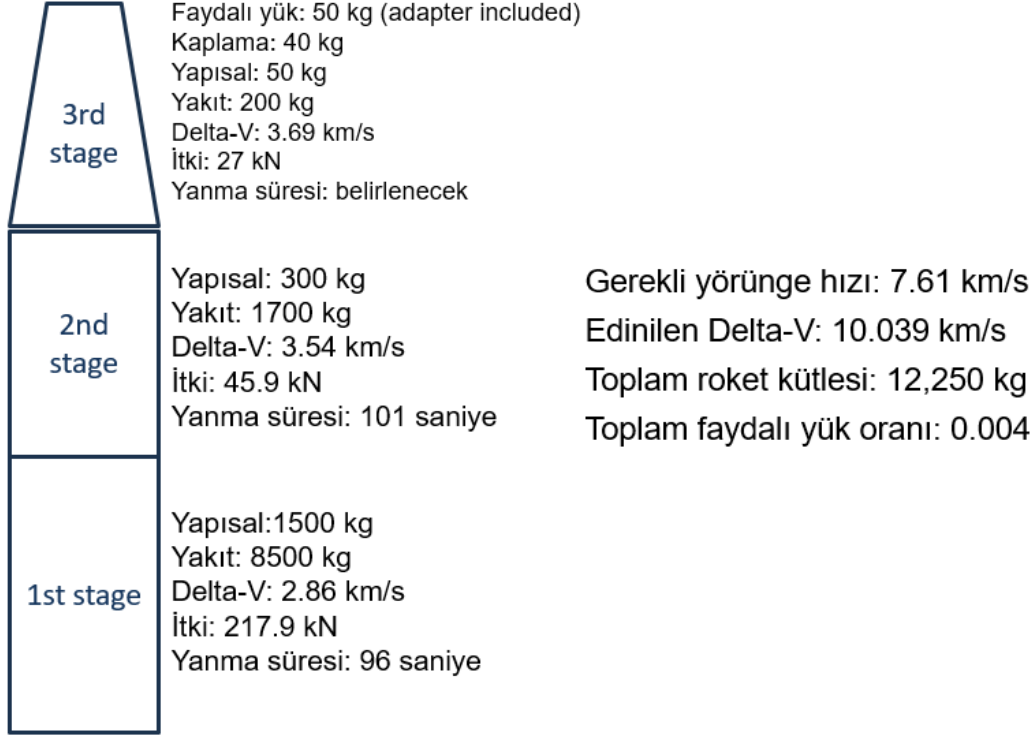 Faydalı yük: 50 kg (adapter included)
Kaplama: 40 kg
Yapısal: 50 kg
Yakıt: 200 kg
Delta-V: 3.69 km/s
İtki: 27 kN
Yanma süresi: belirlenecek
3rd
stage
Yapısal: 300 kg
Yakıt: 1700 kg
Delta-V: 3.54 km/s
İtki: 45.9 kN
Yanma süresi: 101 saniye
2nd
stage
Gerekli yörünge hızı: 7.61 km/s
Edinilen Delta-V: 10.039 km/s
Toplam roket kütlesi: 12,250 kg
Toplam faydalı yük oranı: 0.004
Yapısal:1500 kg
Yakıt: 8500 kg
Delta-V: 2.86 km/s
İtki: 217.9 kN
Yanma süresi: 96 saniye
1st stage